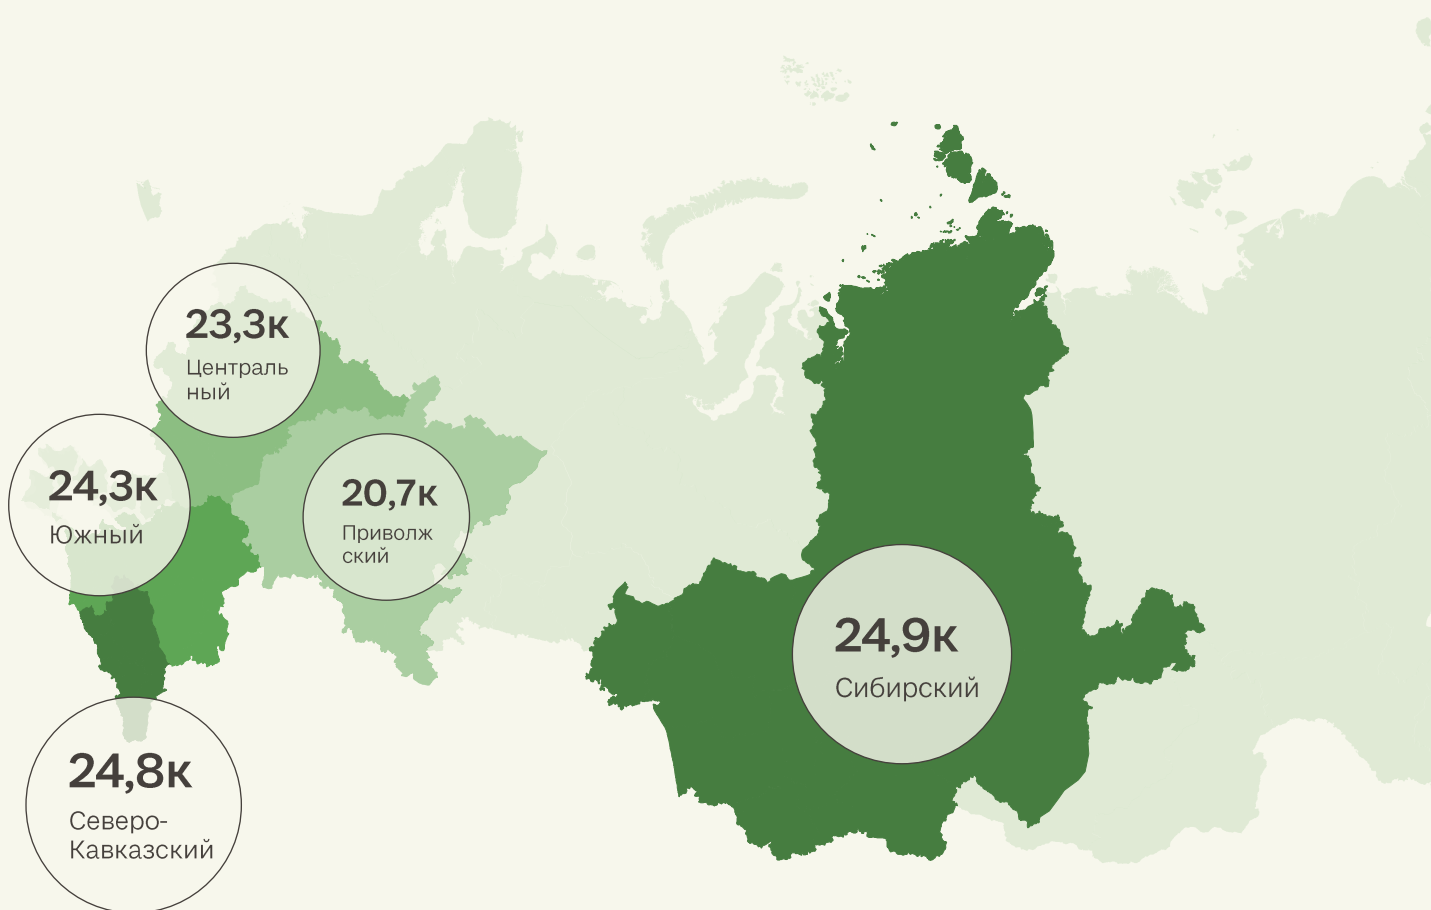 23,3к
Централь
ный
24,3к
Южный
20,7к
Приволж
ский
24,9к
Сибирский
24,8к
Северо-
Кавказский